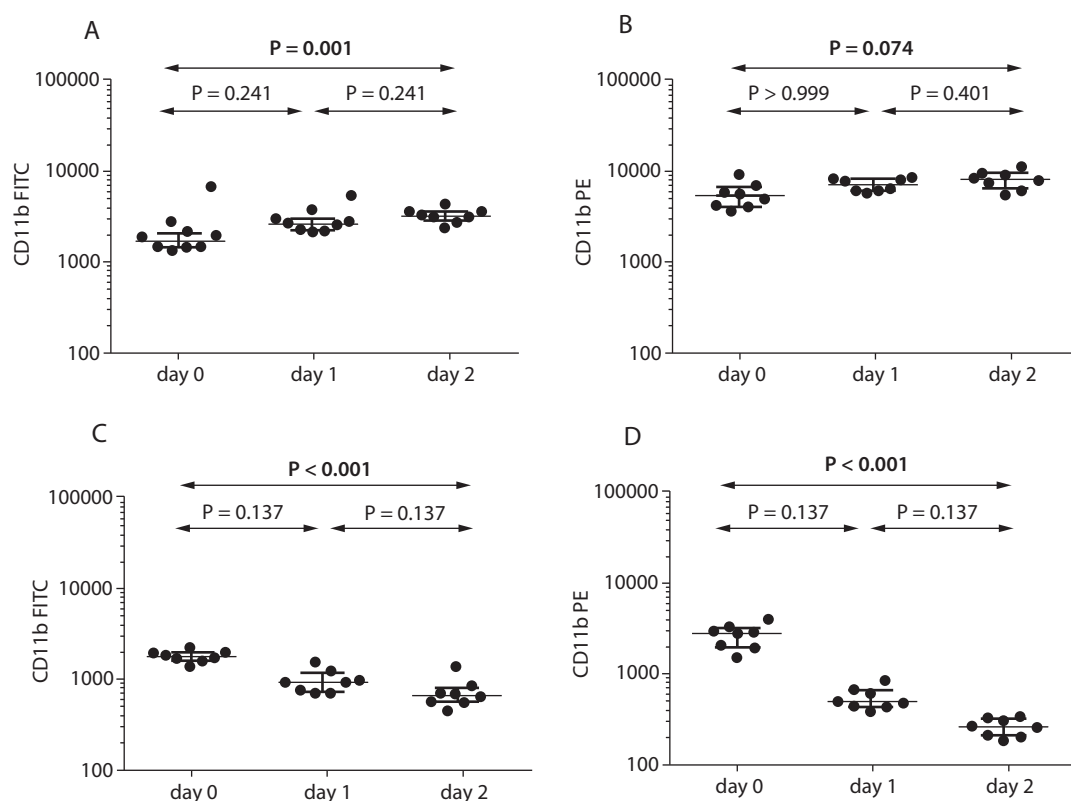 A
P = 0.001
P = 0.241
P = 0.241
100000
10000
1000
100
CD11b FITC
day 0
day 1
day 2
B
P = 0.074
P > 0.999
P = 0.401
100000
10000
1000
100
CD11b PE
day 0
day 1
day 2
C
P < 0.001
P = 0.137
P = 0.137
100000
10000
1000
100
CD11b FITC
day 0
day 1
day 2
D
P < 0.001
P = 0.137
P = 0.137
100000
10000
1000
100
CD11b PE
day 0
day 1
day 2